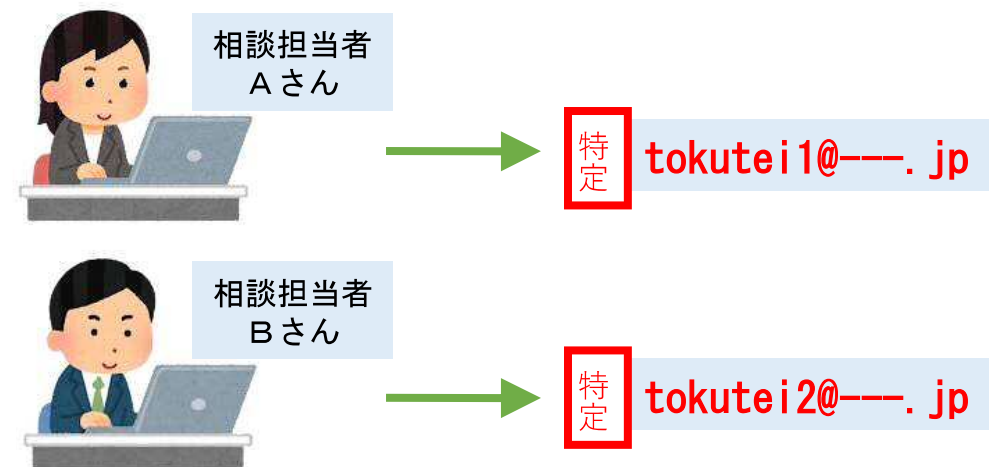 相談担当者
Aさん
特定
tokutei1@---.jp
相談担当者
Bさん
特定
tokutei2@---.jp